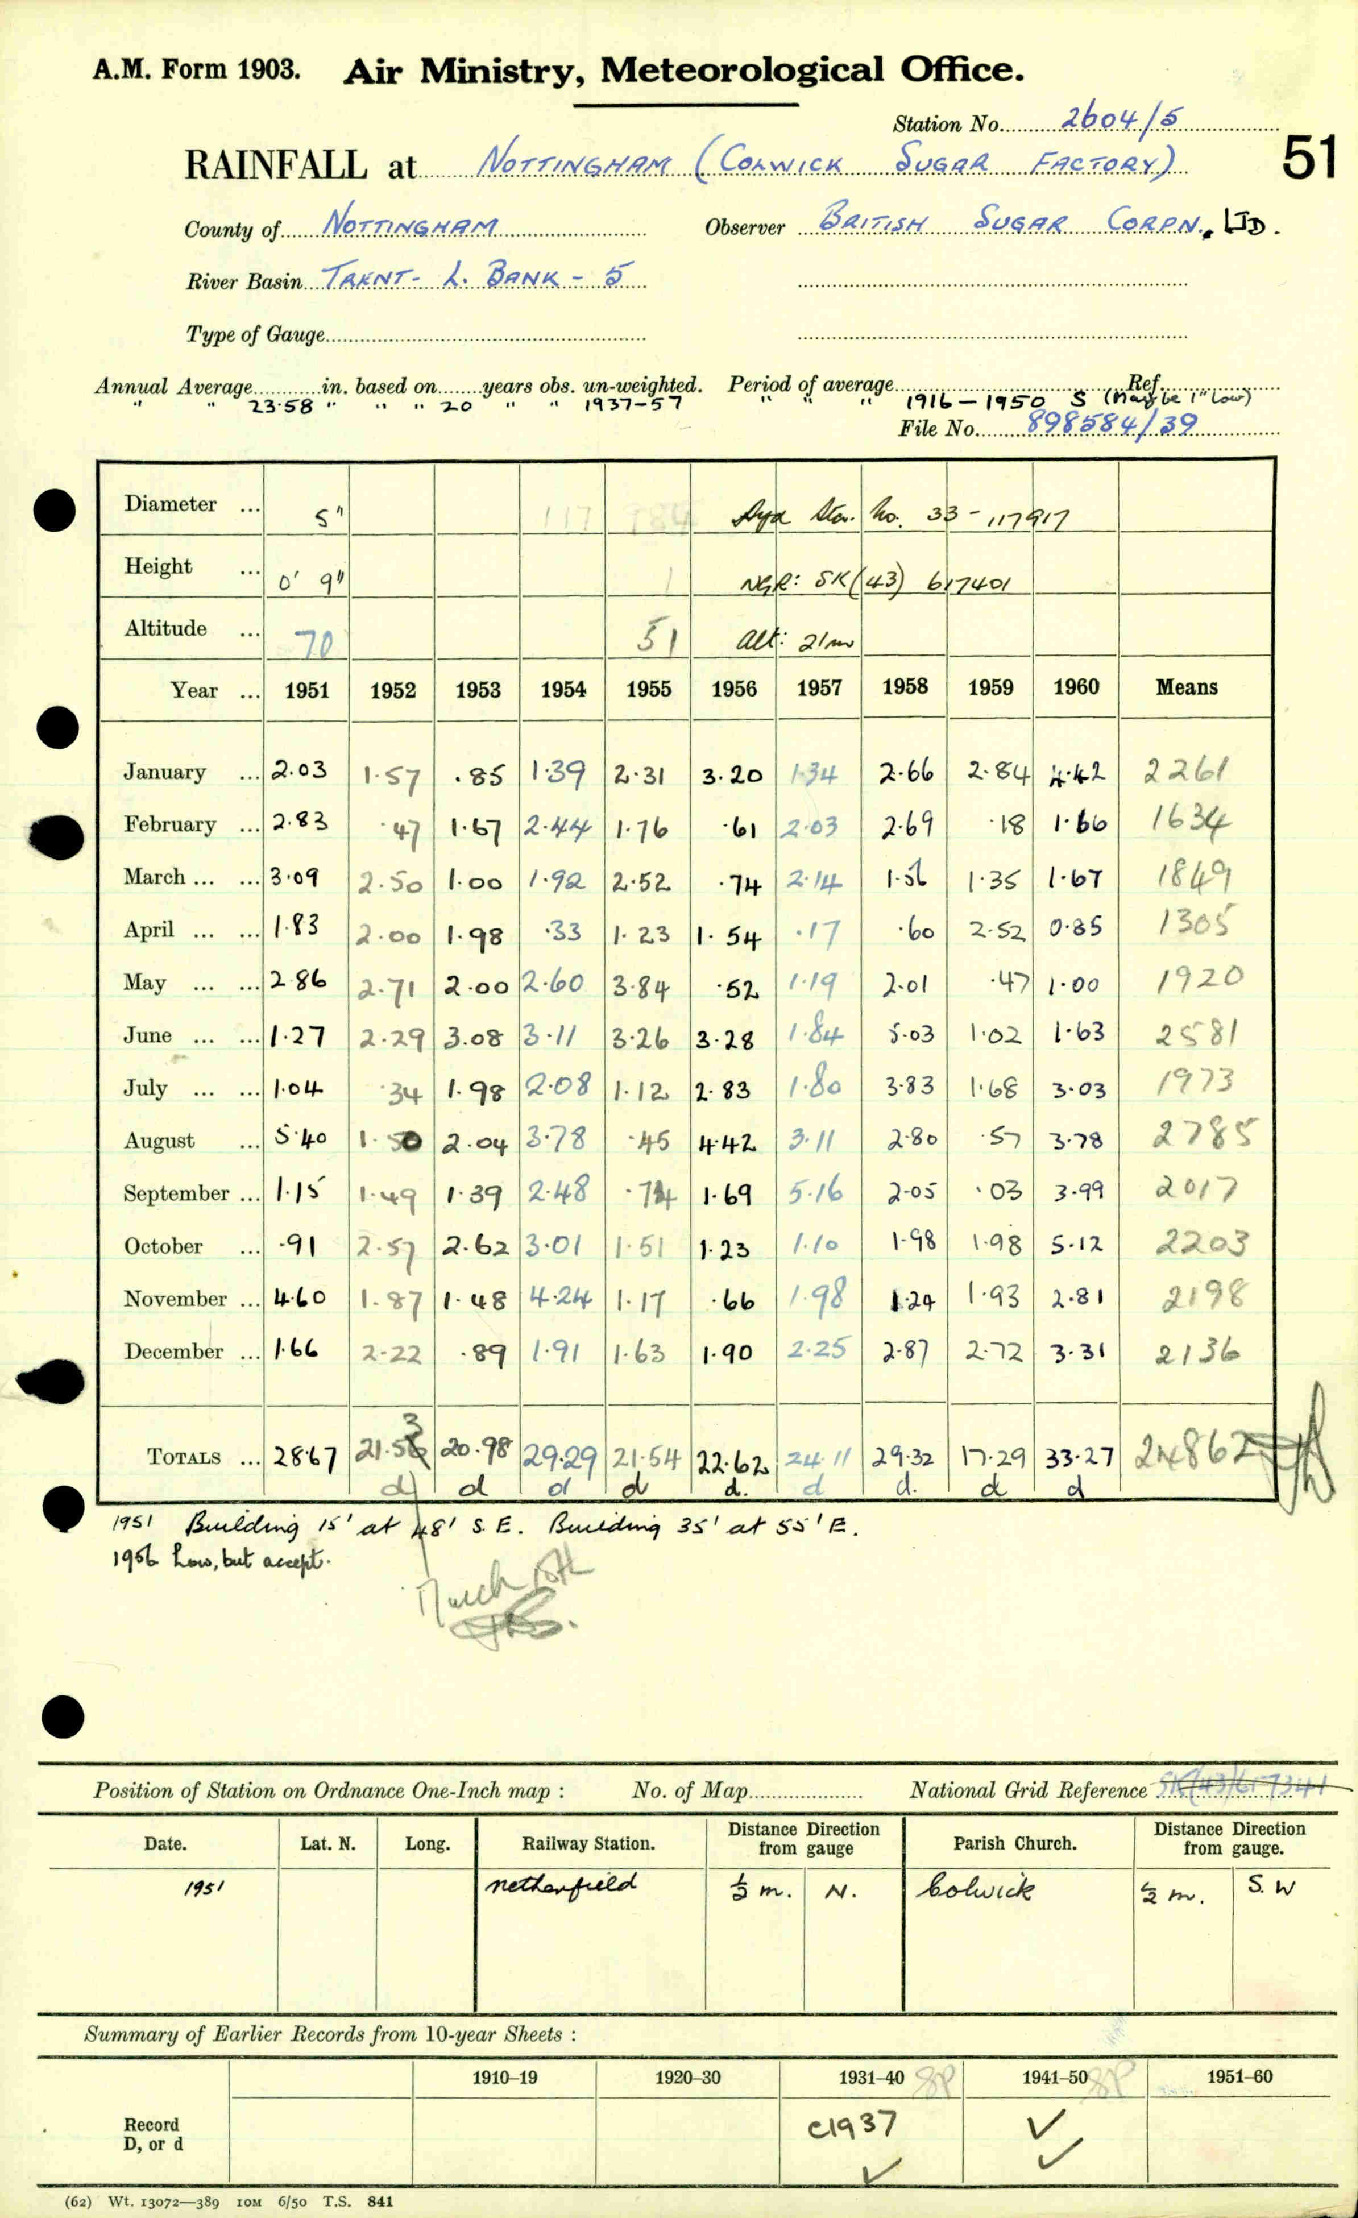 A.M. Form 1903. Air Ministry, Meteorological Office.
Station No. 2604/5
RAINFALL at NOTTINGHAM (COLWICK SUGAR FACTORY) 51
County of NOTTINGHAM Observer BRITISH SUGAR CORPN., LTD.
River Basin TRENT - L. BANK - 5
Type of Gauge
Annual Average in. based on years obs. un-weighted. Period of average Ref.
" " 23.58 " " " 20 " " 1937-57 " " " 1916-1950 S (Maybe 1" low)
File No. 898584/39
Diameter ... 5" 117 984 Hyd Stn. No. 33-117917
Height ... 0' 9" 1 NGR: SK(43) 617401
Altitude ... 70 51 Alt: 21m
Year ... 1951 1952 1953 1954 1955 1956 1957 1958 1959 1960 Means
January ... 2.03 1.57 .85 1.39 2.31 3.20 1.34 2.66 2.84 4.42 2261
February ... 2.83 .47 1.67 2.44 1.76 .61 2.03 2.69 .18 1.66 1634
March ... ... 3.09 2.50 1.00 1.92 2.52 .74 2.14 1.56 1.35 1.67 1849
April ... ... 1.83 2.00 1.98 .33 1.23 1.54 .17 .60 2.52 0.85 1305
May ... ... 2.86 2.71 2.00 2.60 3.84 .52 1.19 2.01 .47 1.00 1920
June ... ... 1.27 2.29 3.08 3.11 3.26 3.28 1.84 5.03 1.02 1.63 2581
July ... ... 1.04 .34 1.98 2.08 1.12 2.83 1.80 3.83 1.68 3.03 1973
August ... 5.40 1.50 2.04 3.78 .45 4.42 3.11 2.80 .57 3.78 2785
September ... 1.15 1.49 1.39 2.48 .74 1.69 5.16 2.05 .03 3.99 2017
October ... .91 2.57 2.62 3.01 1.51 1.23 1.10 1.98 1.98 5.12 2203
November ... 4.60 1.87 1.48 4.24 1.17 .66 1.98 1.24 1.93 2.81 2198
December ... 1.66 2.22 .89 1.91 1.63 1.90 2.25 2.87 2.72 3.31 2136
TOTALS ... 28.67 21.53 20.98 29.29 21.54 22.62 24.11 29.32 17.29 33.27 24862
d d d d d. d d. d d
1951 Building 15' at 48' S.E. Building 35' at 55' E.
1956 Low, but accept.
March
Position of Station on Ordnance One-Inch map : No. of Map National Grid Reference SK(43)617341
Date. Lat. N. Long. Railway Station. Distance from Direction gauge Parish Church. Distance from Direction gauge.
1951 Netherfield ½ m. N. Colwick ½ m. S.W
Summary of Earlier Records from 10-year Sheets :
1910–19 1920–30 1931–40 SP 1941–50 SP 1951–60
Record D, or d C1937 ✓ ✓ ✓
(62) Wt. 13072—389 10M 6/50 T.S. 841